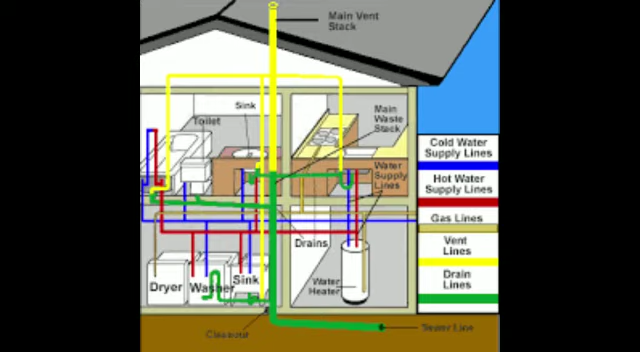 Main Vent
Stack
Sink
Toilet
Main
Waste
Stack
Water
Supply
Lines
Drains
Dryer
Washer
Sink
Water
Heater
Cleanout
Sewer Line
Cold Water
Supply Lines
Hot Water
Supply Lines
Gas Lines
Vent
Lines
Drain
Lines